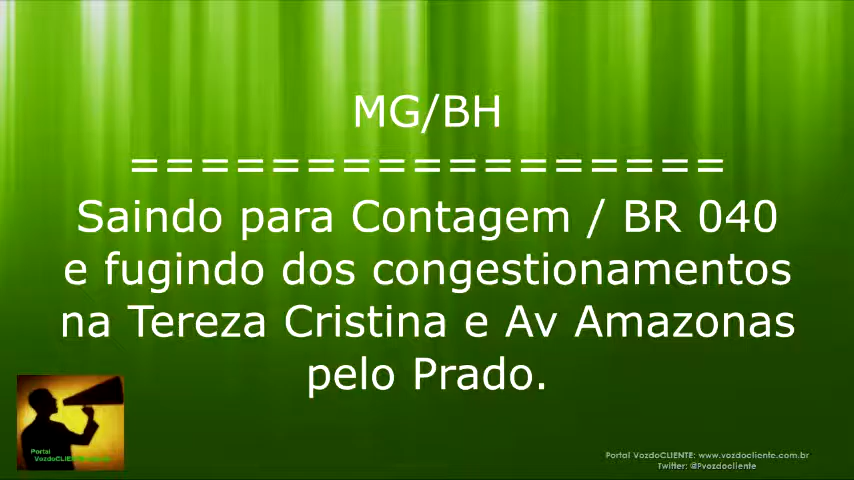 MG/BH
=================
Saindo para Contagem / BR 040
e fugindo dos congestionamentos
na Tereza Cristina e Av Amazonas
pelo Prado.
Portal
Portal VozdoCLIENTE: www.vozdocliente.com.br
Twitter: @Pvozdocliente